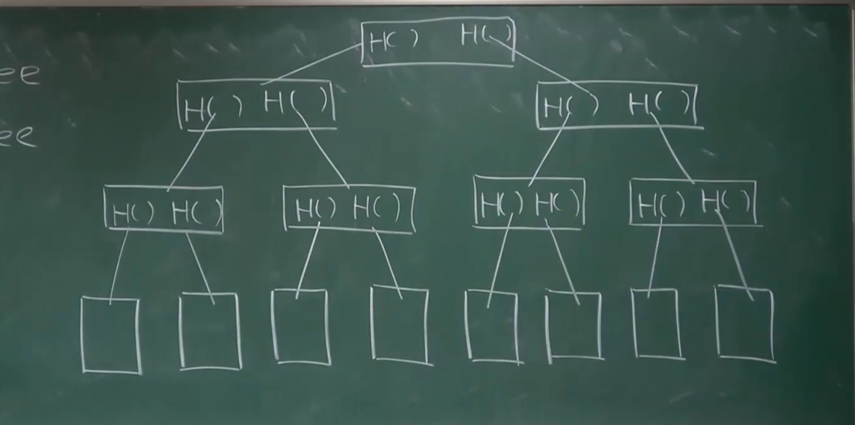 H( ) H( )
ee
H( ) H( ) H( ) H( )
ee
H( ) H( ) H( ) H( ) H( ) H( ) H( ) H( )